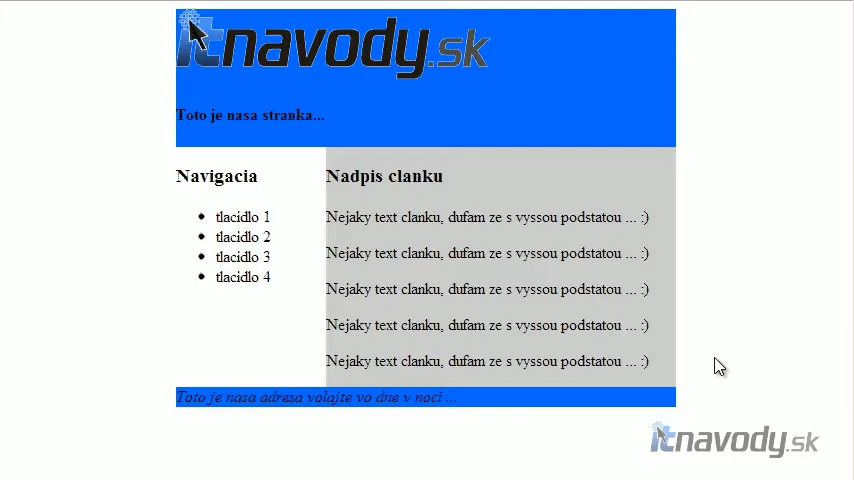 itnavody.sk
Toto je nasa stranka...
Navigacia
tlacidlo 1
tlacidlo 2
tlacidlo 3
tlacidlo 4
Nadpis clanku
Nejaky text clanku, dufam ze s vyssou podstatou ... :)
Nejaky text clanku, dufam ze s vyssou podstatou ... :)
Nejaky text clanku, dufam ze s vyssou podstatou ... :)
Nejaky text clanku, dufam ze s vyssou podstatou ... :)
Nejaky text clanku, dufam ze s vyssou podstatou ... :)
Toto je nasa adresa volajte vo dne v noci ...
itnavody.sk